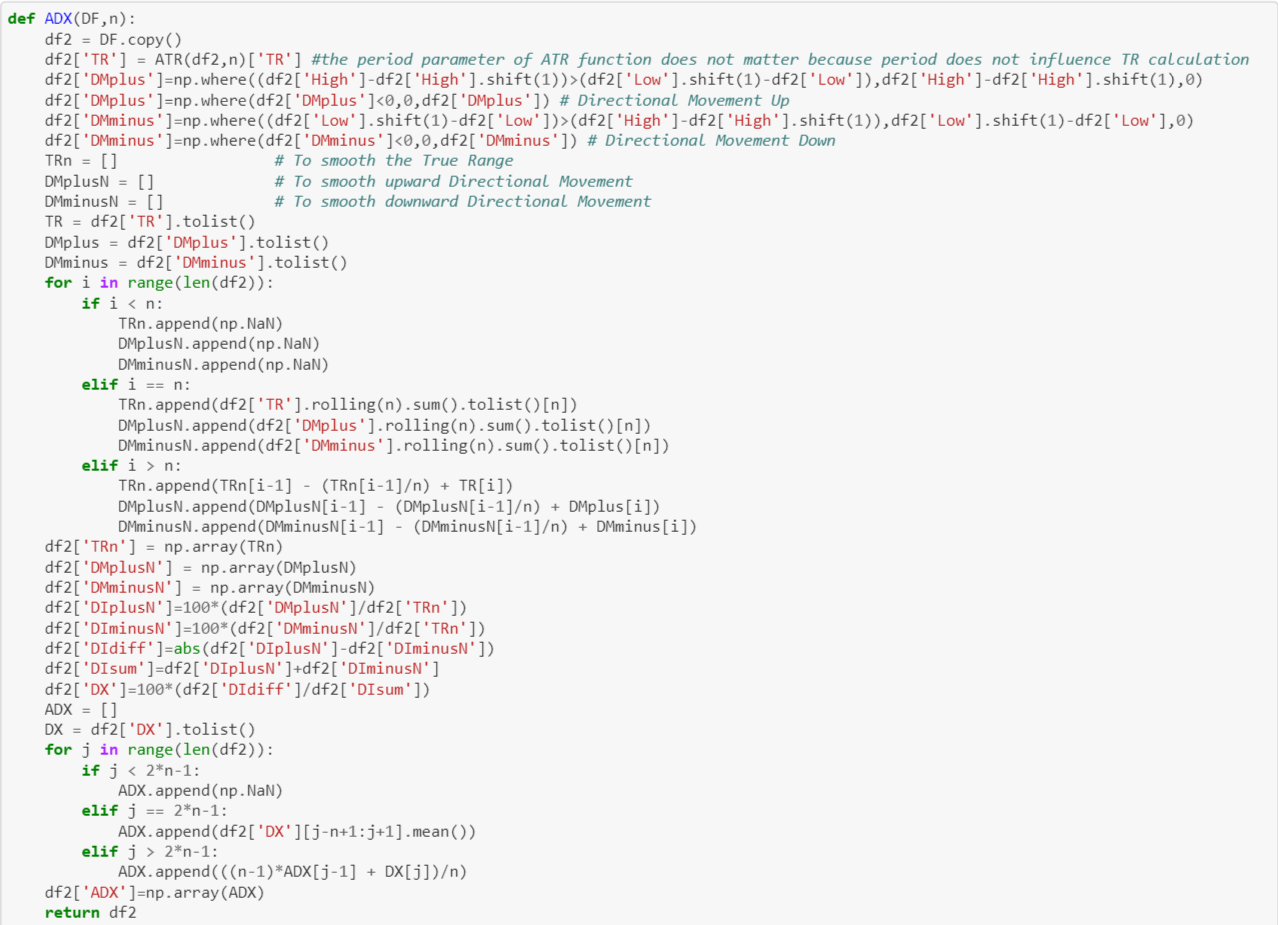 def ADX(DF,n):
    df2 = DF.copy()
    df2['TR'] = ATR(df2,n)['TR'] #the period parameter of ATR function does not matter because period does not influence TR calculation
    df2['DMplus']=np.where((df2['High']-df2['High'].shift(1))>(df2['Low'].shift(1)-df2['Low']),df2['High']-df2['High'].shift(1),0)
    df2['DMplus']=np.where(df2['DMplus']<0,0,df2['DMplus']) # Directional Movement Up
    df2['DMminus']=np.where((df2['Low'].shift(1)-df2['Low'])>(df2['High']-df2['High'].shift(1)),df2['Low'].shift(1)-df2['Low'],0)
    df2['DMminus']=np.where(df2['DMminus']<0,0,df2['DMminus']) # Directional Movement Down
    TRn = []                # To smooth the True Range
    DMplusN = []            # To smooth upward Directional Movement
    DMminusN = []           # To smooth downward Directional Movement
    TR = df2['TR'].tolist()
    DMplus = df2['DMplus'].tolist()
    DMminus = df2['DMminus'].tolist()
    for i in range(len(df2)):
        if i < n:
            TRn.append(np.NaN)
            DMplusN.append(np.NaN)
            DMminusN.append(np.NaN)
        elif i == n:
            TRn.append(df2['TR'].rolling(n).sum().tolist()[n])
            DMplusN.append(df2['DMplus'].rolling(n).sum().tolist()[n])
            DMminusN.append(df2['DMminus'].rolling(n).sum().tolist()[n])
        elif i > n:
            TRn.append(TRn[i-1] - (TRn[i-1]/n) + TR[i])
            DMplusN.append(DMplusN[i-1] - (DMplusN[i-1]/n) + DMplus[i])
            DMminusN.append(DMminusN[i-1] - (DMminusN[i-1]/n) + DMminus[i])
    df2['TRn'] = np.array(TRn)
    df2['DMplusN'] = np.array(DMplusN)
    df2['DMminusN'] = np.array(DMminusN)
    df2['DIplusN']=100*(df2['DMplusN']/df2['TRn'])
    df2['DIminusN']=100*(df2['DMminusN']/df2['TRn'])
    df2['DIdiff']=abs(df2['DIplusN']-df2['DIminusN'])
    df2['DIsum']=df2['DIplusN']+df2['DIminusN']
    df2['DX']=100*(df2['DIdiff']/df2['DIsum'])
    ADX = []
    DX = df2['DX'].tolist()
    for j in range(len(df2)):
        if j < 2*n-1:
            ADX.append(np.NaN)
        elif j == 2*n-1:
            ADX.append(df2['DX'][j-n+1:j+1].mean())
        elif j > 2*n-1:
            ADX.append(((n-1)*ADX[j-1] + DX[j])/n)
    df2['ADX']=np.array(ADX)
    return df2